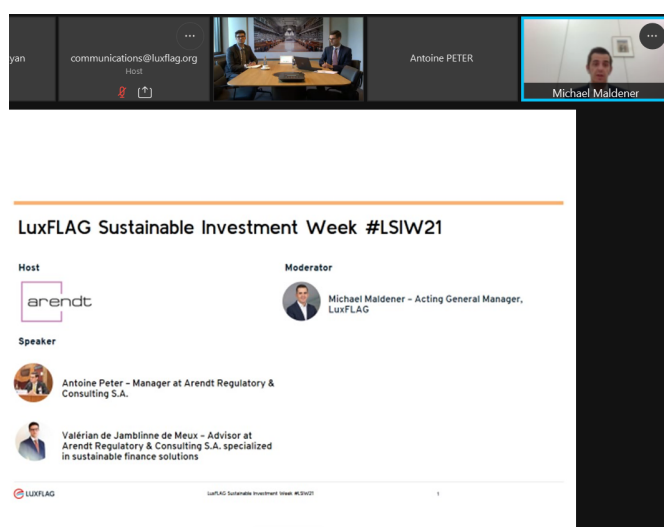 yan
communications@luxflag.org
Host
Antoine PETER
Michael Maldener
LuxFLAG Sustainable Investment Week #LSIW21
Host
Moderator
arendt
Michael Maldener – Acting General Manager,
LuxFLAG
Speaker
Antoine Peter – Manager at Arendt Regulatory &
Consulting S.A.
Valérian de Jamblinne de Meux – Advisor at
Arendt Regulatory & Consulting S.A. specialized
in sustainable finance solutions
LUXFLAG
LuxFLAG Sustainable Investment Week #LSIW21
1